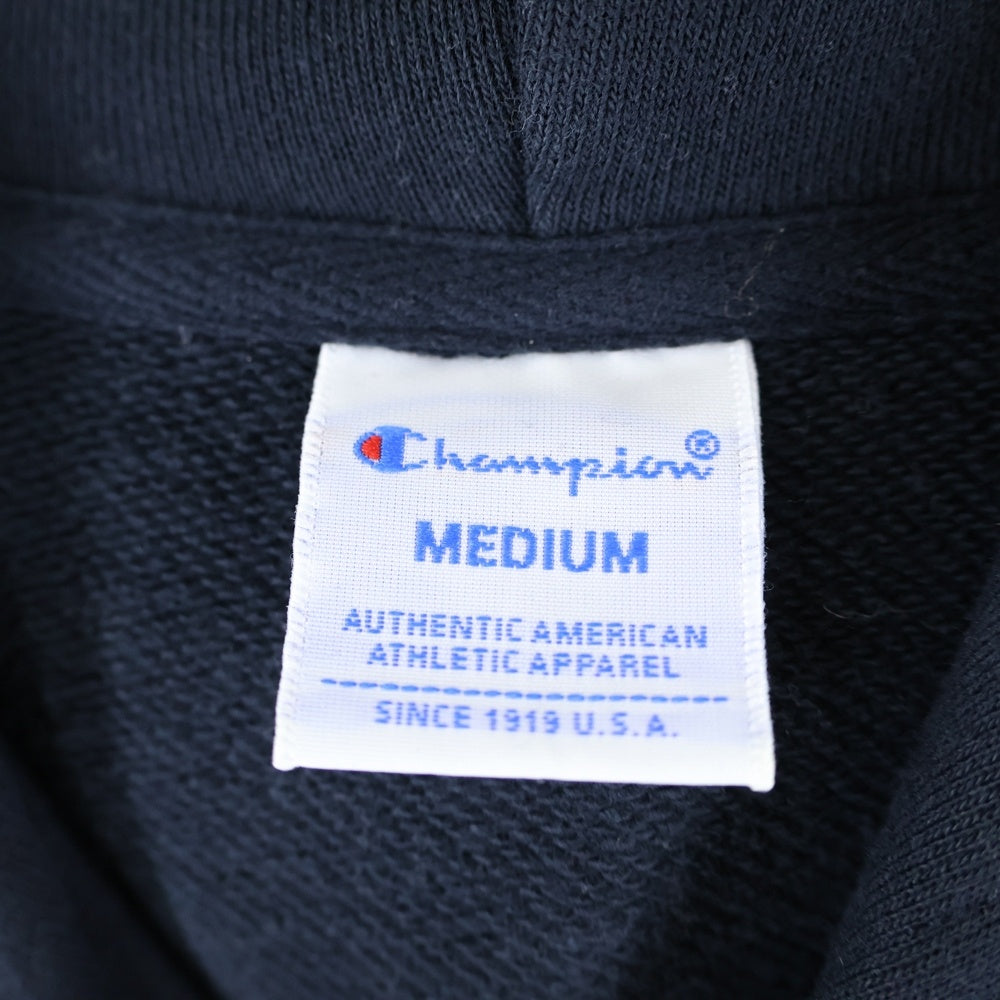 Champion®
MEDIUM
AUTHENTIC AMERICAN
ATHLETIC APPAREL
SINCE 1919 U.S.A.